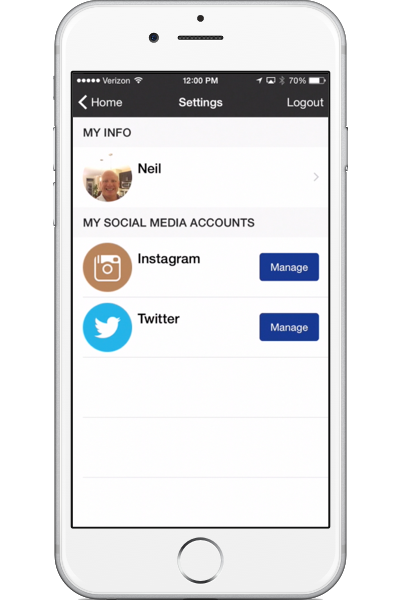 Verizon 12:00 PM 70%
Home Settings Logout
MY INFO
Neil
MY SOCIAL MEDIA ACCOUNTS
Instagram Manage
Twitter Manage